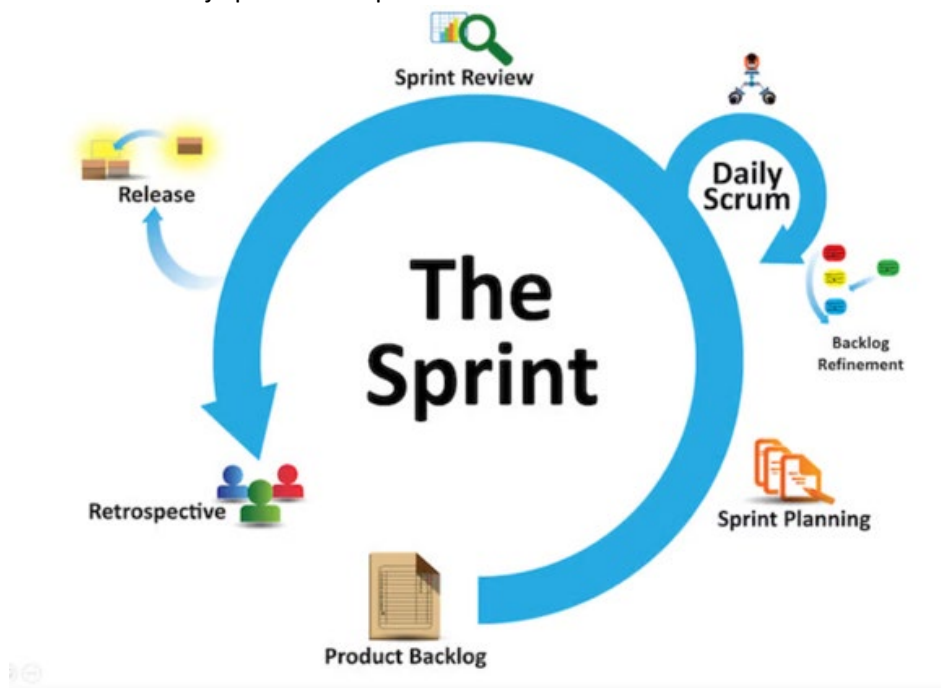 Sprint Review
Release
Daily
Scrum
The
Sprint
Backlog
Refinement
Retrospective
Sprint Planning
Product Backlog